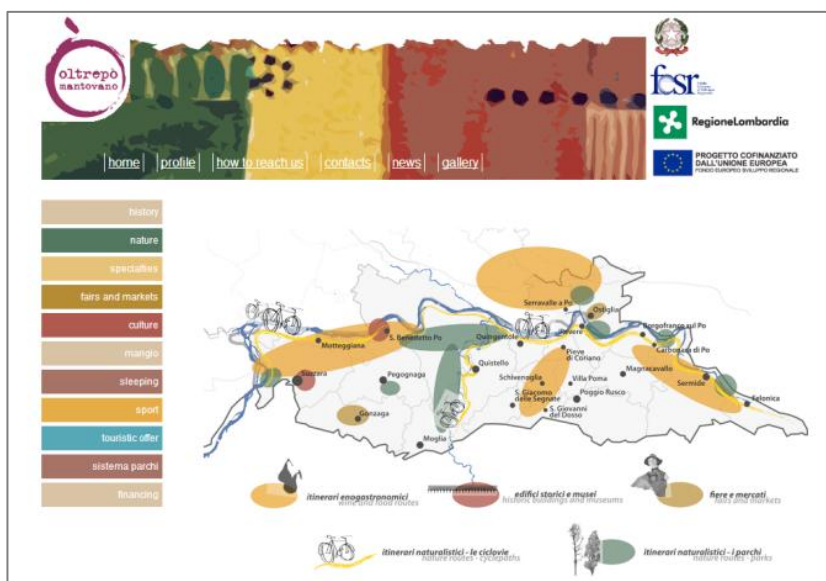 oltrepò
mantovano
home
profile
how to reach us
contacts
news
gallery
fesr
RegioneLombardia
PROGETTO COFINANZIATO
DALL'UNIONE EUROPEA
FONDO EUROPEO SVILUPPO REGIONALE
history
nature
specialties
fairs and markets
culture
mangio
sleeping
sport
touristic offer
sistema parchi
financing
Serravalle a Po
Ostiglia
Revere
Borgofranco sul Po
Motteggiana
S. Benedetto Po
Quingentole
Carbonara di Po
Pieve
di Coriano
Quistello
Magnacavallo
Suzzara
Pegognaga
Schivenoglia
Villa Poma
Sermide
S. Giacomo
delle Segnate
Poggio Rusco
Felonica
Gonzaga
S. Giovanni
del Dosso
Moglia
itinerari enogastronomici
wine and food routes
edifici storici e musei
historic buildings and museums
fiere e mercati
fairs and markets
itinerari naturalistici - le ciclovie
nature routes - cyclepaths
itinerari naturalistici - i parchi
nature routes - parks